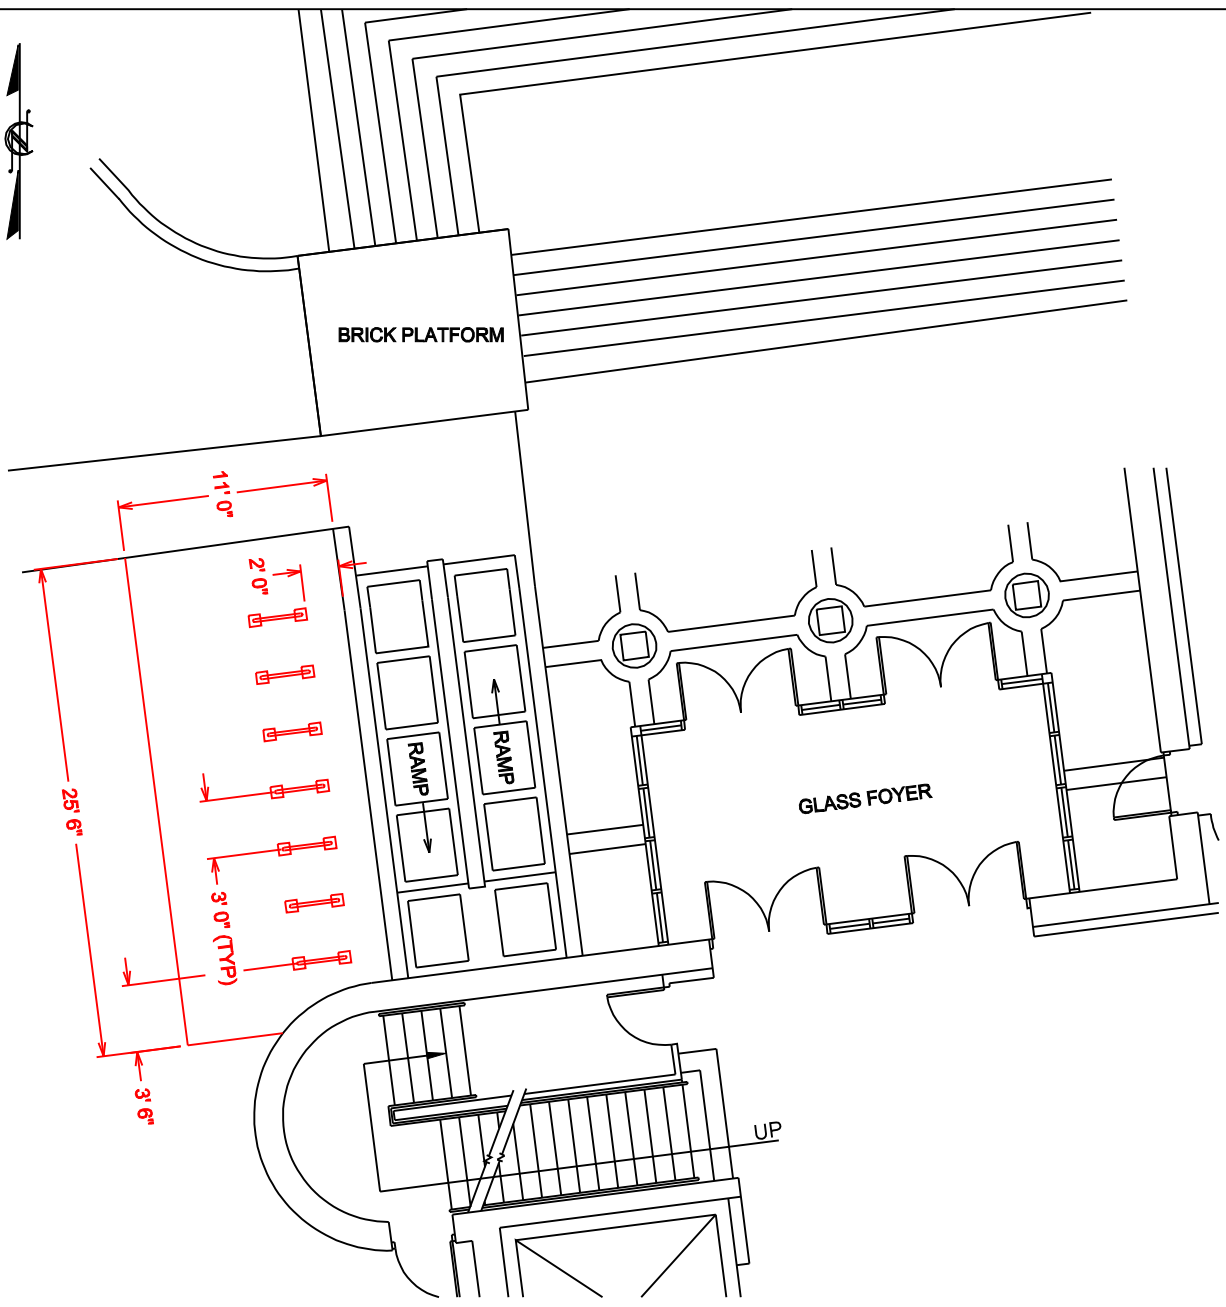 BRICK PLATFORM
11' 0"
2' 0"
RAMP
RAMP
GLASS FOYER
25' 6"
3' 0" (TYP)
3' 6"
UP
N